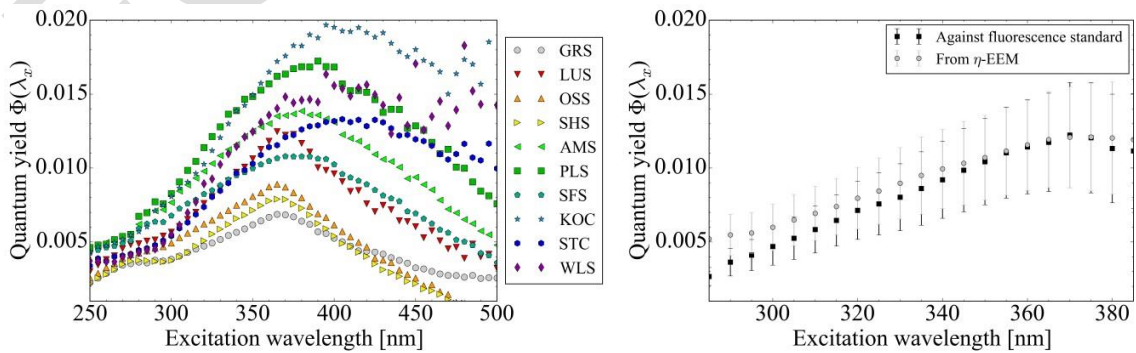 0.020
0.015
0.010
0.005
Quantum yield Φ(λₓ)
250 300 350 400 450 500
Excitation wavelength [nm]
GRS
LUS
OSS
SHS
AMS
PLS
SFS
KOC
STC
WLS
0.020
0.015
0.010
0.005
Quantum yield Φ(λₓ)
300 320 340 360 380
Excitation wavelength [nm]
Against fluorescence standard
From η-EEM